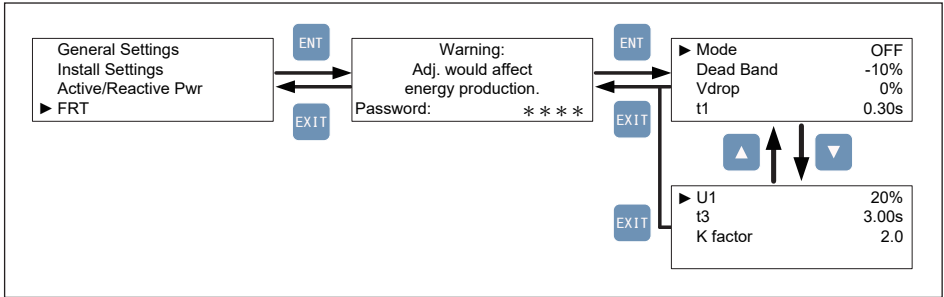 General Settings
Install Settings
Active/Reactive Pwr
► FRT
ENT
EXIT
Warning:
Adj. would affect
energy production.
Password: ＊＊＊＊
ENT
EXIT
► Mode OFF
Dead Band -10%
Vdrop 0%
t1 0.30s
▲ ▼
EXIT
► U1 20%
t3 3.00s
K factor 2.0